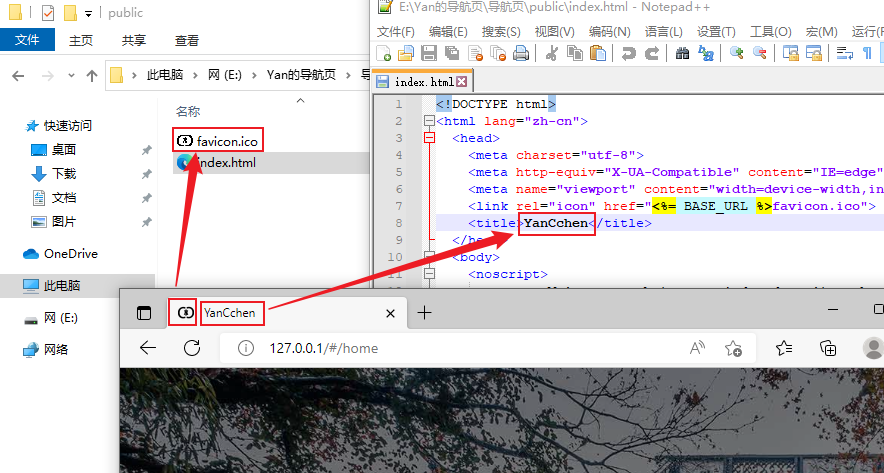 public
文件 主页 共享 查看
此电脑 网 (E:) Yan的导航页
名称
快速访问
桌面
下载
文档
图片
OneDrive
此电脑
网 (E:)
网络
favicon.ico
index.html
E:\Yan的导航页\导航页\public\index.html - Notepad++
文件(F) 编辑(E) 搜索(S) 视图(V) 编码(N) 语言(L) 设置(T) 工具(O) 宏(M) 运行
index.html
1 <!DOCTYPE html>
2 <html lang="zh-cn">
3 <head>
4 <meta charset="utf-8">
5 <meta http-equiv="X-UA-Compatible" content="IE=edge"
6 <meta name="viewport" content="width=device-width,in
7 <link rel="icon" href="<%= BASE_URL %>favicon.ico">
8 <title>YanCchen</title>
9
10 <body>
11 <noscript>
YanCchen
127.0.0.1/#/home